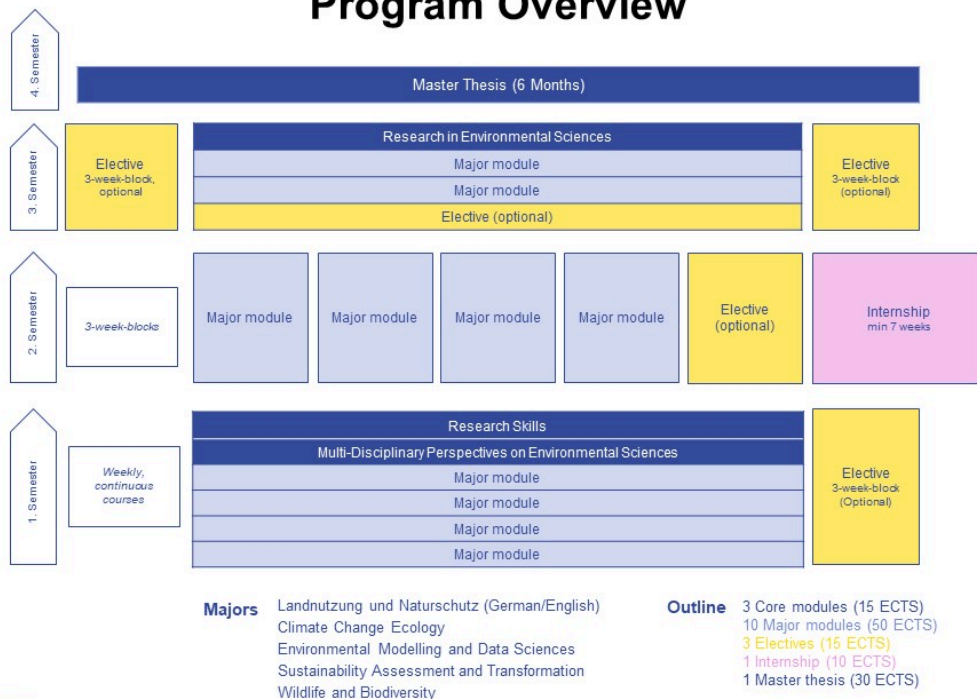 Program Overview
4. Semester
Master Thesis (6 Months)
3. Semester
Elective
3-week-block,
optional
Research in Environmental Sciences
Major module
Major module
Elective (optional)
Elective
3-week-block
(optional)
2. Semester
3-week-blocks
Major module
Major module
Major module
Major module
Elective
(optional)
Internship
min 7 weeks
1. Semester
Weekly,
continuous
courses
Research Skills
Multi-Disciplinary Perspectives on Environmental Sciences
Major module
Major module
Major module
Major module
Elective
3-week-block
(Optional)
Majors
Landnutzung und Naturschutz (German/English)
Climate Change Ecology
Environmental Modelling and Data Sciences
Sustainability Assessment and Transformation
Wildlife and Biodiversity
Outline
3 Core modules (15 ECTS)
10 Major modules (50 ECTS)
3 Electives (15 ECTS)
1 Internship (10 ECTS)
1 Master thesis (30 ECTS)